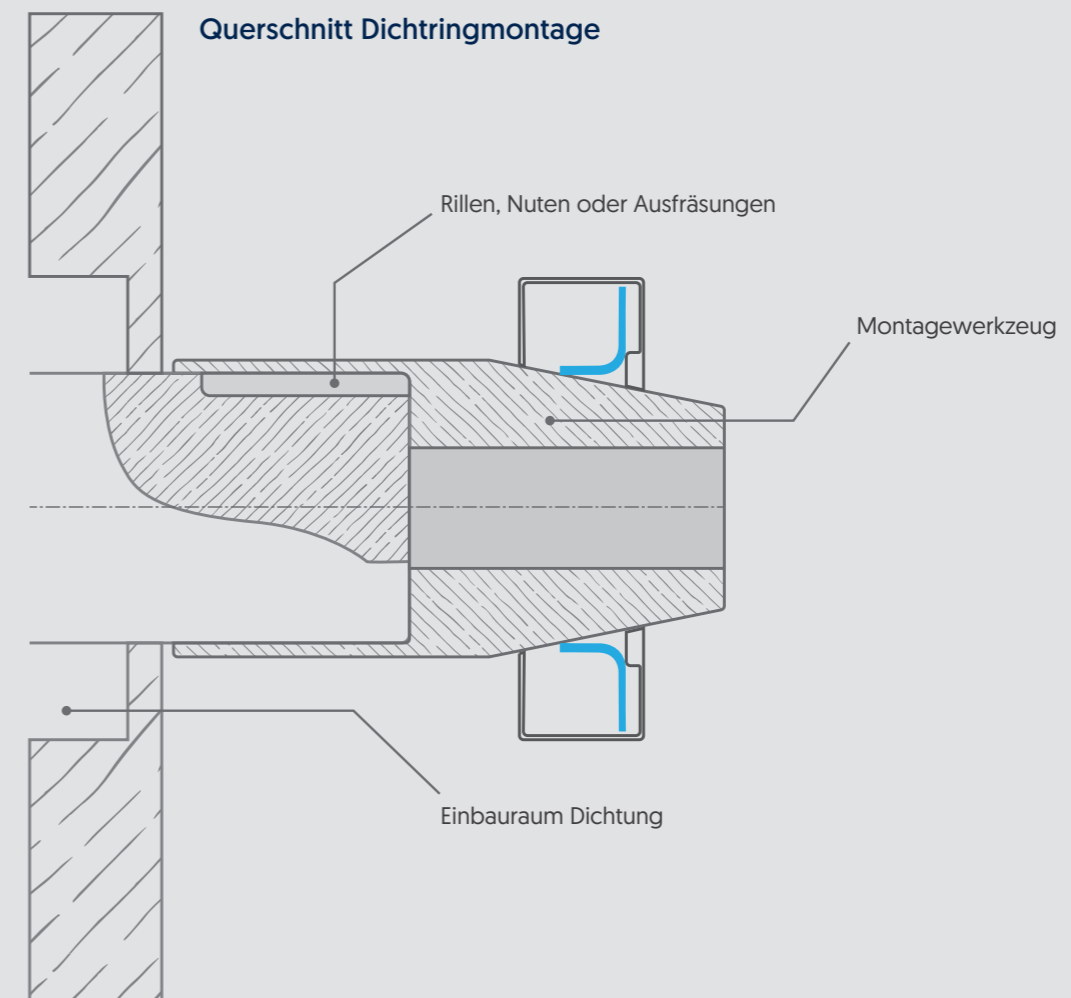 Querschnitt Dichtringmontage
Rillen, Nuten oder Ausfräsungen
Montagewerkzeug
Einbauraum Dichtung